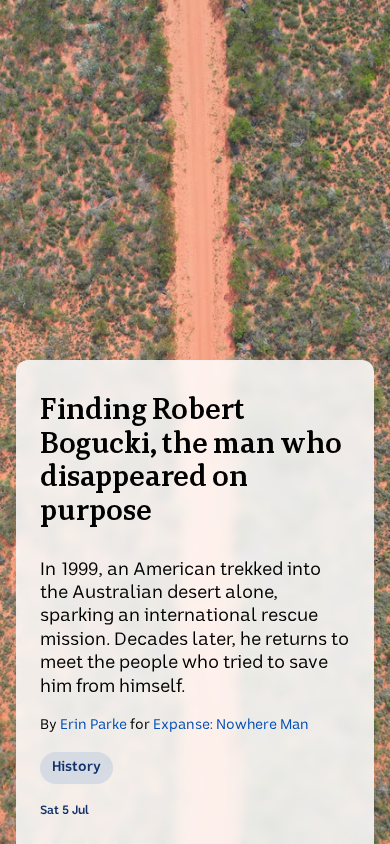 Finding Robert
Bogucki, the man who
disappeared on
purpose
In 1999, an American trekked into
the Australian desert alone,
sparking an international rescue
mission. Decades later, he returns to
meet the people who tried to save
him from himself.
By Erin Parke for Expanse: Nowhere Man
History
Sat 5 Jul